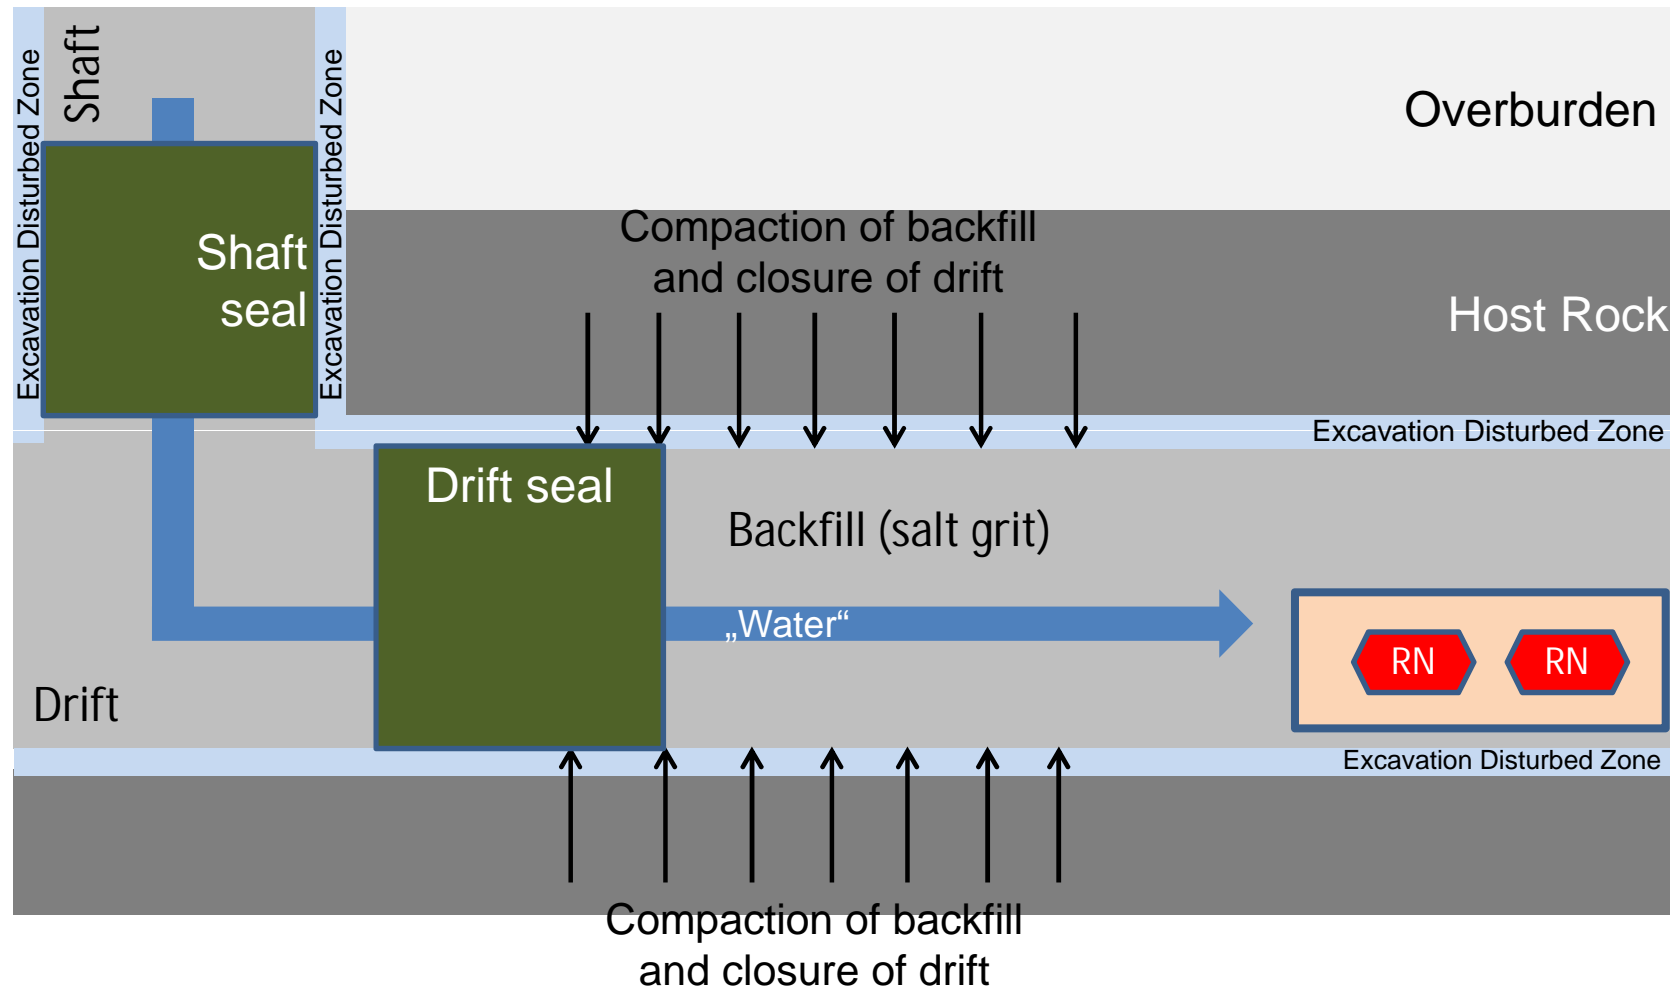 Excavation Disturbed Zone
Shaft
Excavation Disturbed Zone
Overburden
Shaft
seal
Compaction of backfill
and closure of drift
Host Rock
Excavation Disturbed Zone
Drift seal
Backfill (salt grit)
„Water“
RN
RN
Drift
Excavation Disturbed Zone
Compaction of backfill
and closure of drift